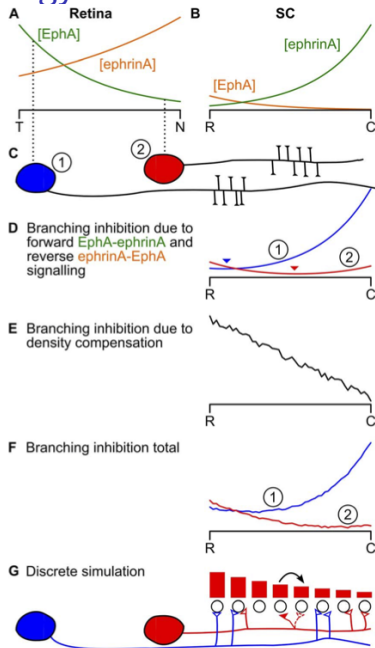 A Retina
[EphA]
[ephrinA]
T N
B SC
[ephrinA]
[EphA]
R C
C
1
2
D Branching inhibition due to
forward EphA-ephrinA and
reverse ephrinA-EphA
signalling
1
2
R C
E Branching inhibition due to
density compensation
R C
F Branching inhibition total
1
2
R C
G Discrete simulation